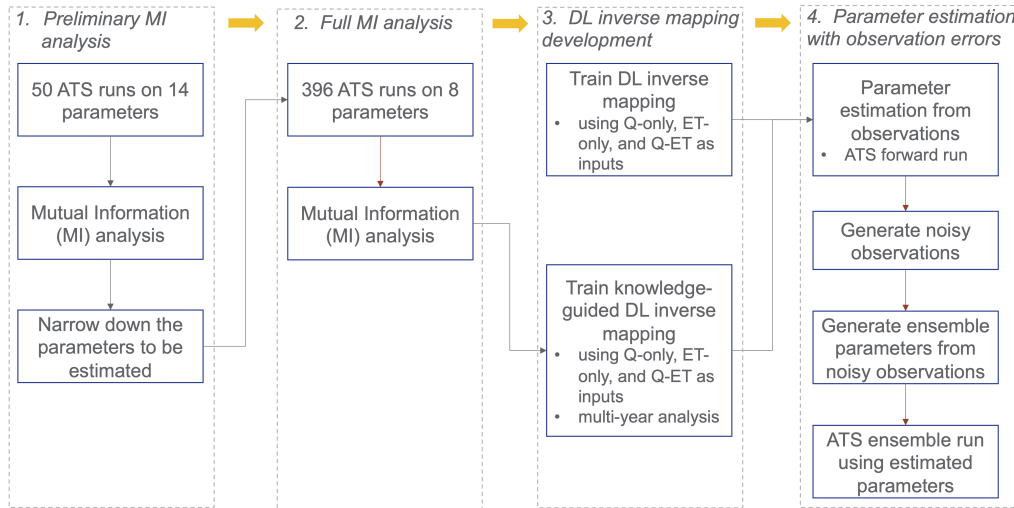 1. Preliminary MI
analysis
50 ATS runs on 14
parameters
Mutual Information
(MI) analysis
Narrow down the
parameters to be
estimated
2. Full MI analysis
396 ATS runs on 8
parameters
Mutual Information
(MI) analysis
3. DL inverse mapping
development
Train DL inverse
mapping
• using Q-only, ET-
only, and Q-ET as
inputs
Train knowledge-
guided DL inverse
mapping
• using Q-only, ET-
only, and Q-ET as
inputs
• multi-year analysis
4. Parameter estimation
with observation errors
Parameter
estimation from
observations
• ATS forward run
Generate noisy
observations
Generate ensemble
parameters from
noisy observations
ATS ensemble run
using estimated
parameters